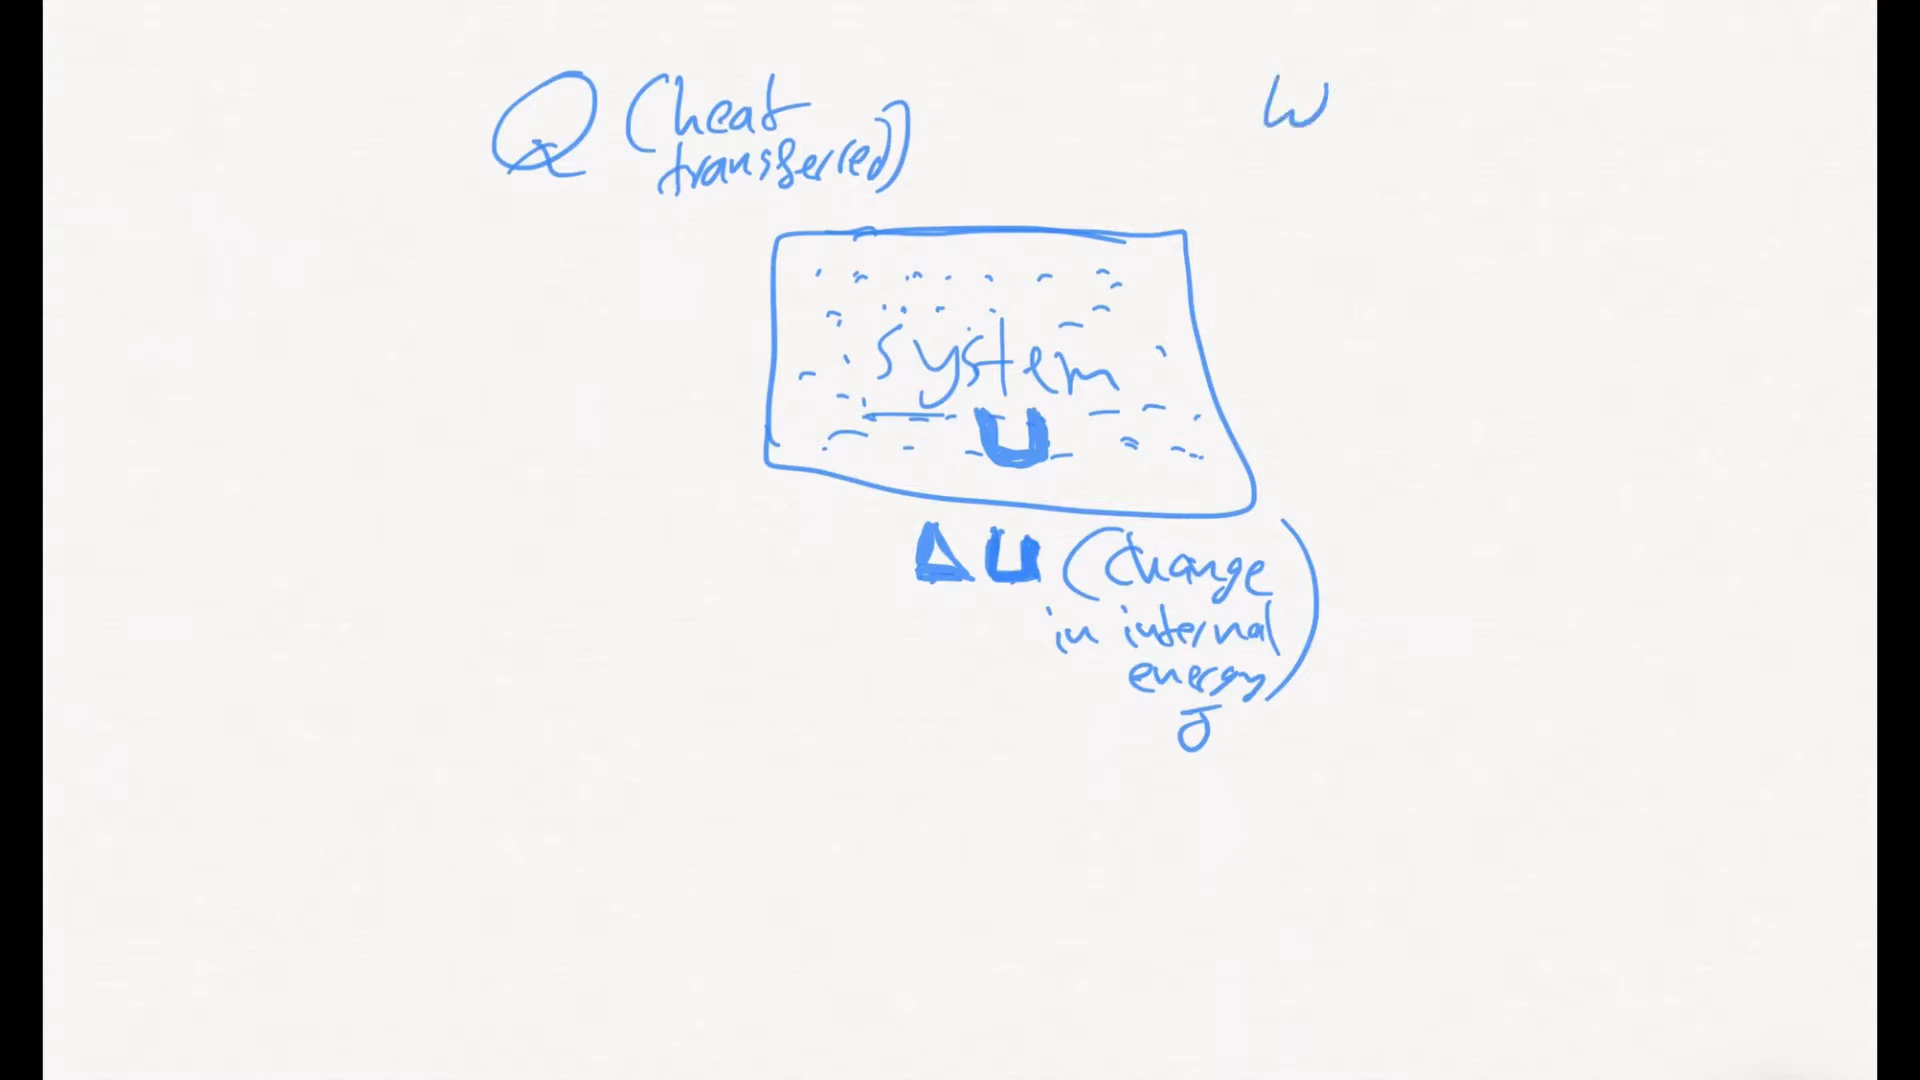 Q (heat
transferred)
W
system
U
ΔU (Change
in internal
energy)
J